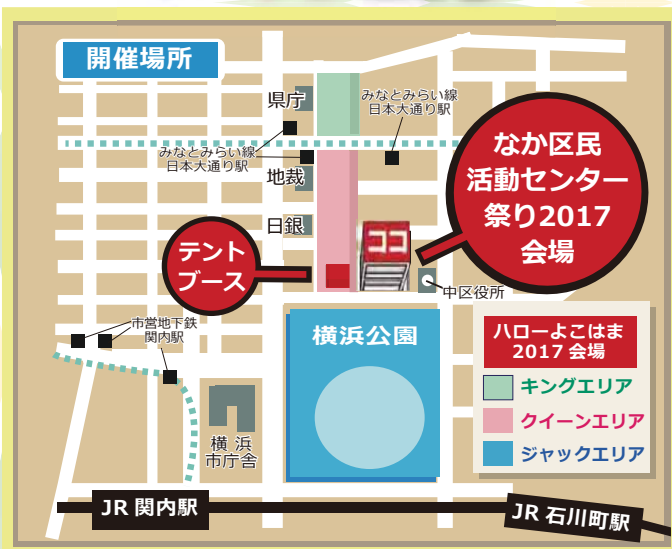 開催場所
県庁
みなとみらい線
日本大通り駅
みなとみらい線
日本大通り駅
地裁
日銀
ココ
なか区民
活動センター
祭り2017
会場
テント
ブース
中区役所
市営地下鉄
関内駅
横浜公園
横 浜
市庁舎
ハローよこはま
2017 会場
キングエリア
クイーンエリア
ジャックエリア
JR 関内駅
JR 石川町駅